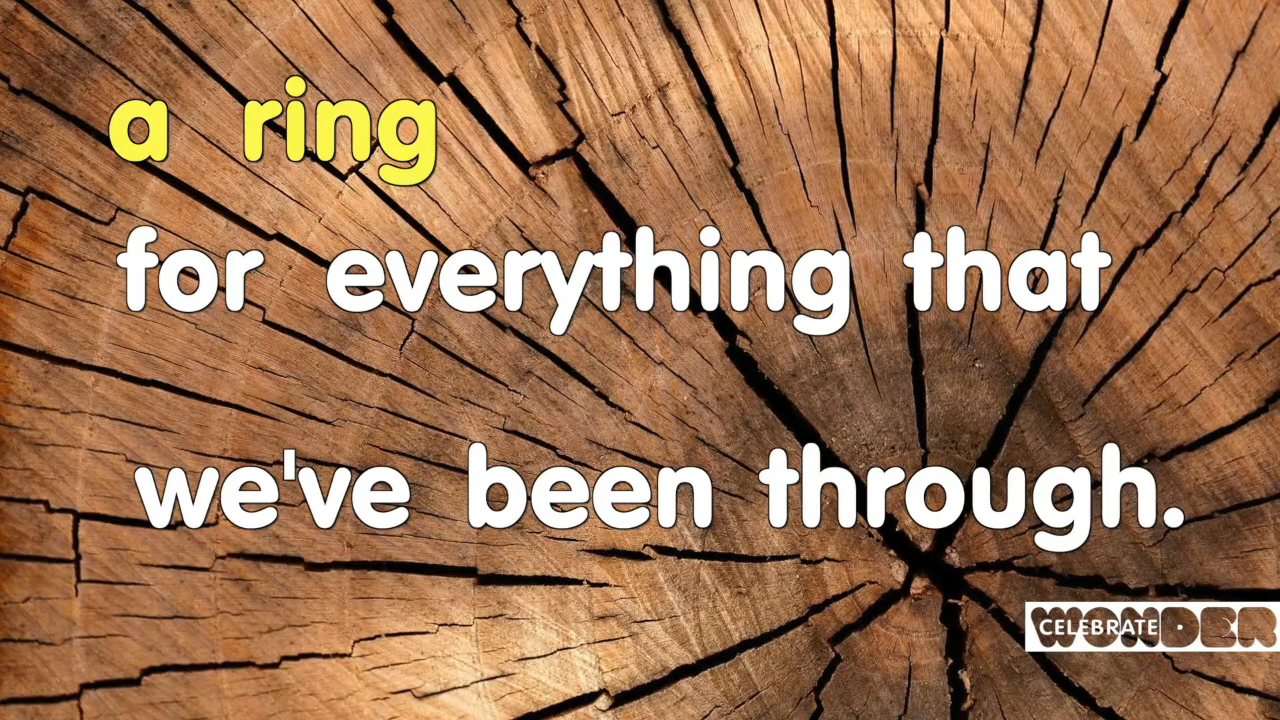 a ring
for everything that
we've been through.
CELEBRATE
WONDER